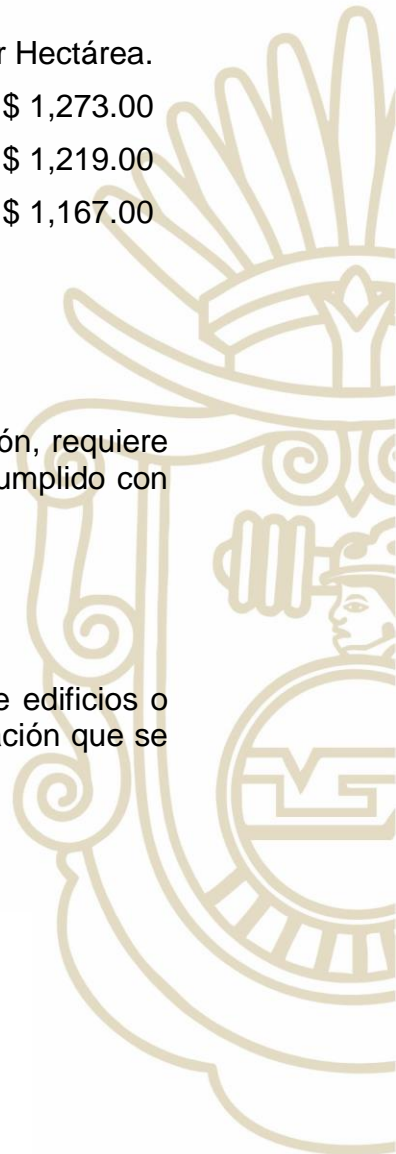 r Hectárea.
$ 1,273.00
$ 1,219.00
$ 1,167.00
ón, requiere
umplido con
e edificios o
ación que se